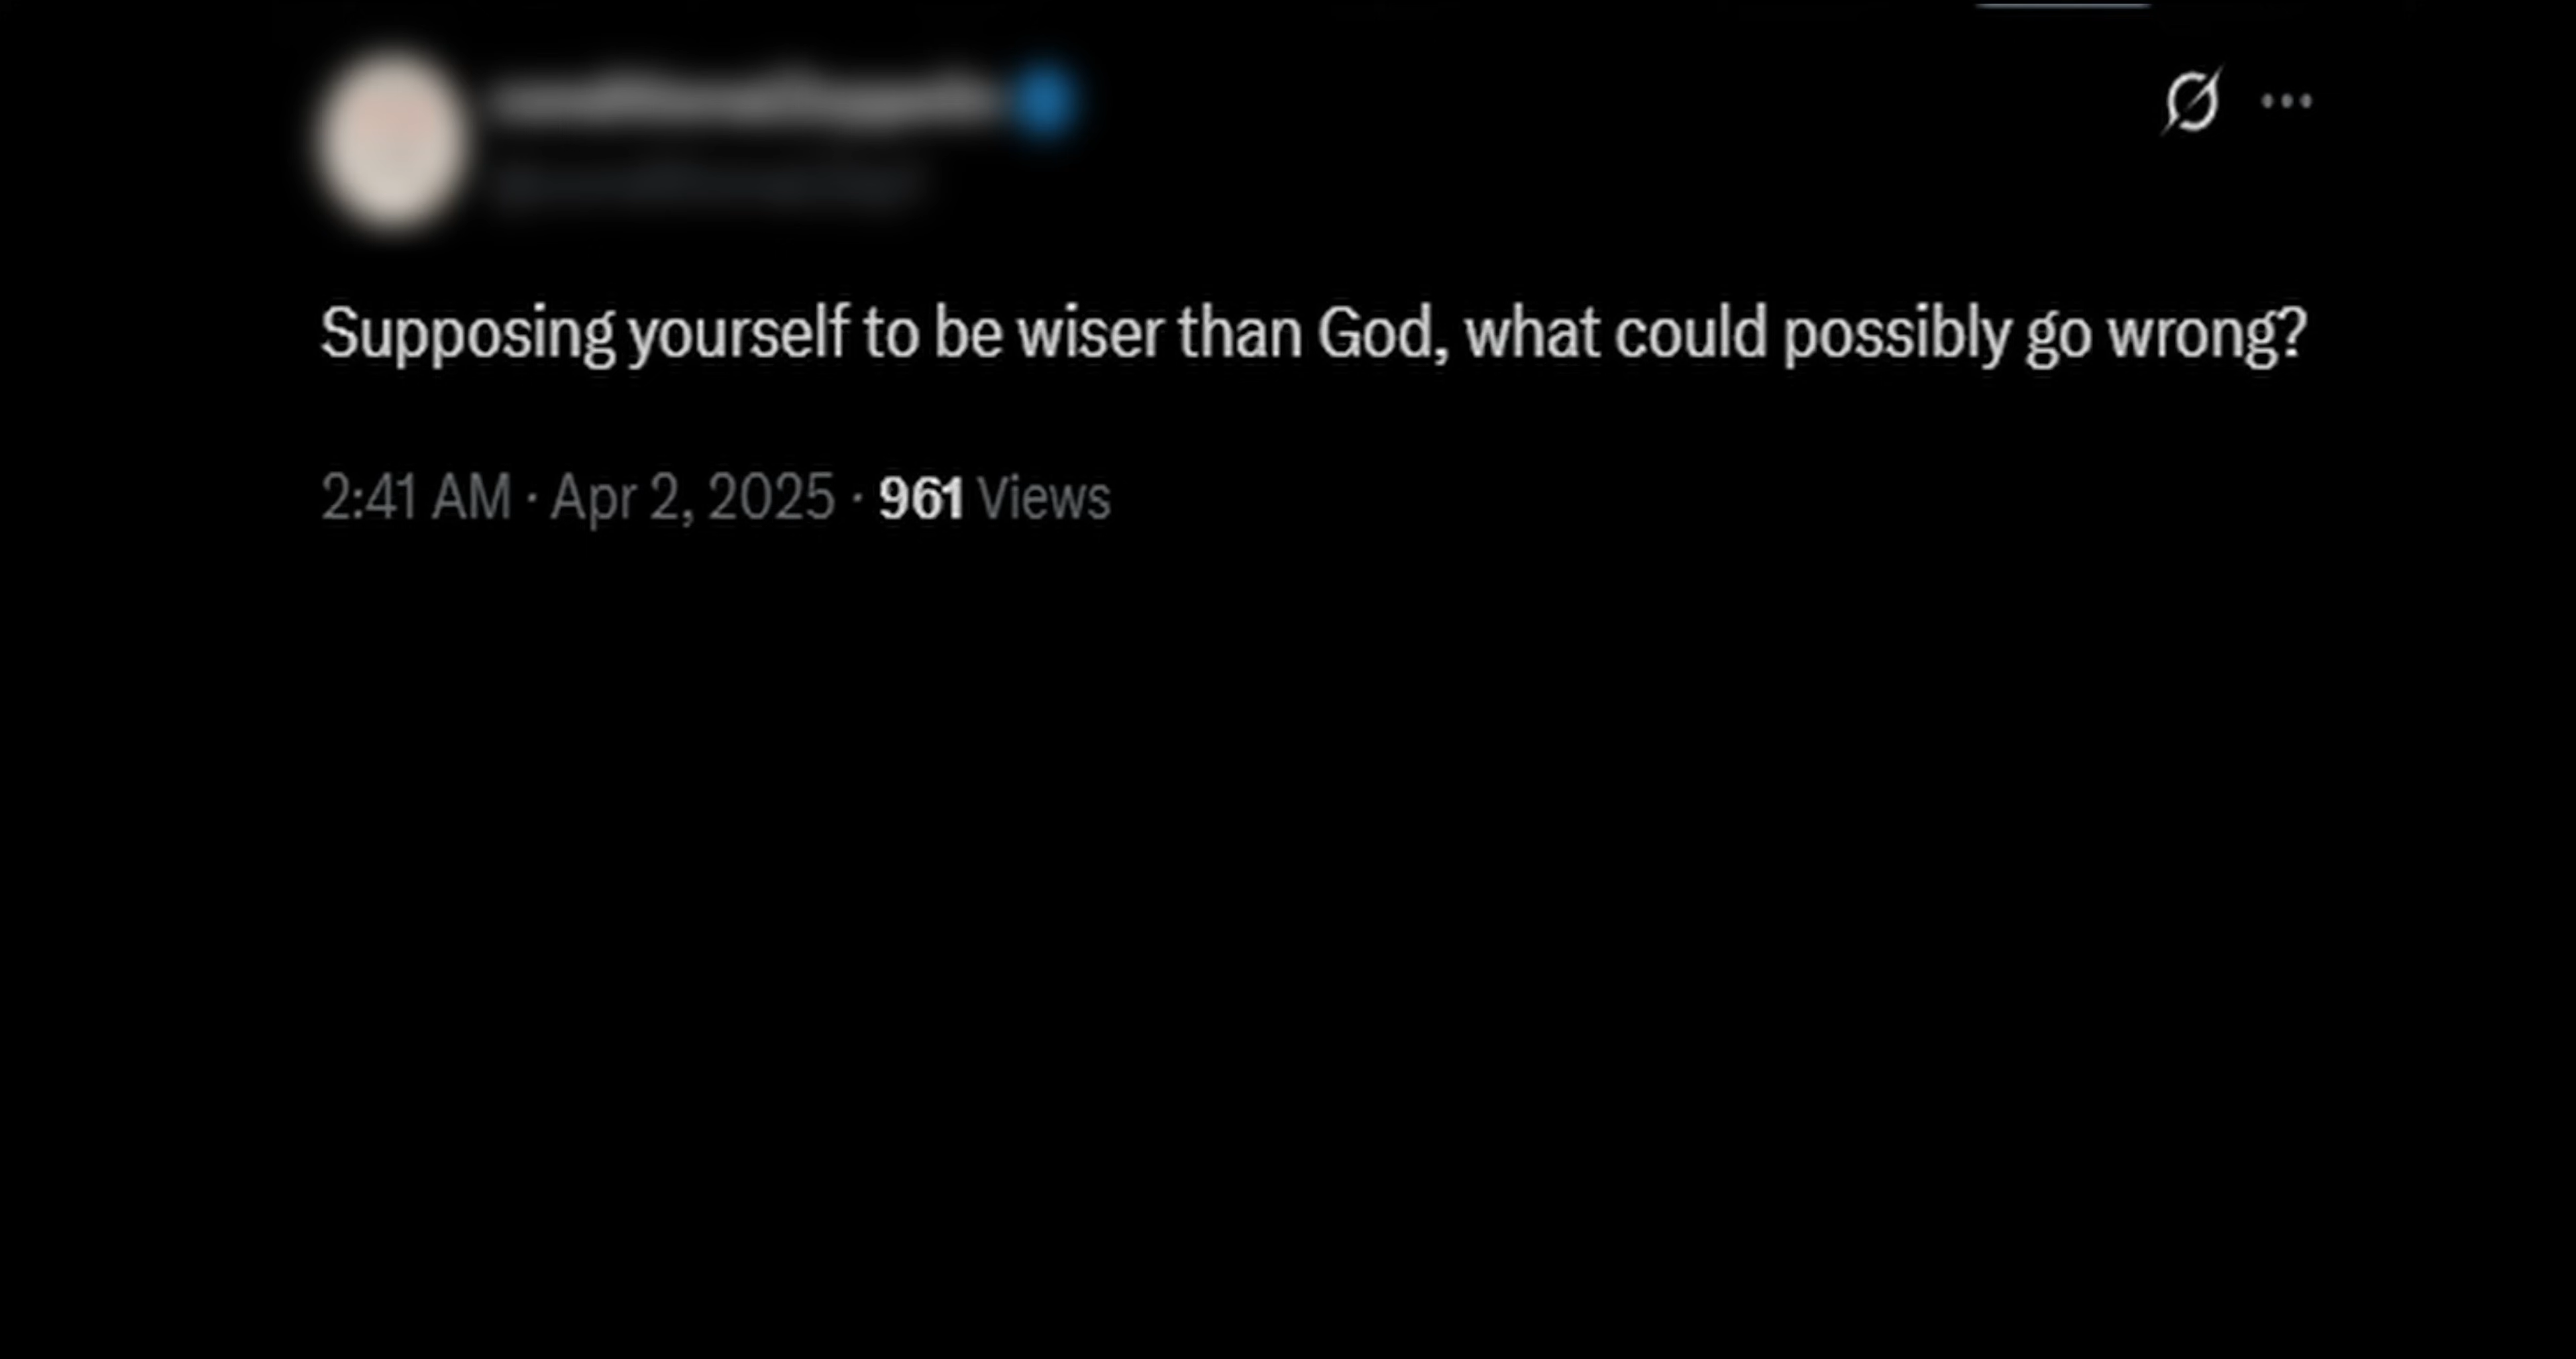 Supposing yourself to be wiser than God, what could possibly go wrong?
2:41 AM · Apr 2, 2025 · 961 Views